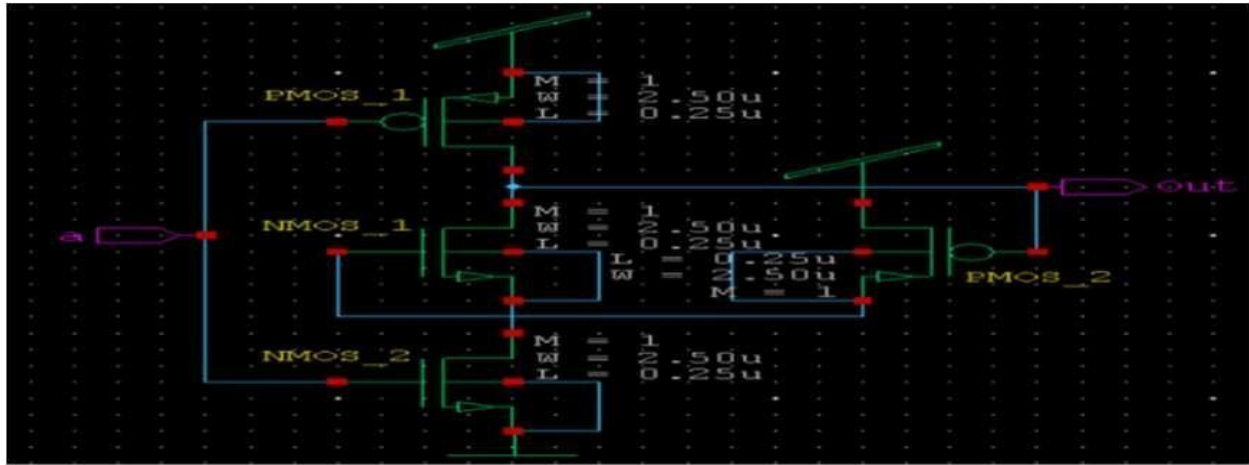 PMOS_1
M = 1
W = 2.50u
L = 0.25u
a
NMOS_1
M = 1
W = 2.50u
L = 0.25u
out
L = 0.25u
W = 2.50u
M = 1
PMOS_2
NMOS_2
M = 1
W = 2.50u
L = 0.25u